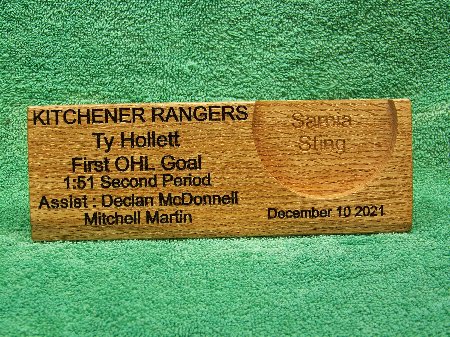 KITCHENER RANGERS
Ty Hollett
First OHL Goal
1:51 Second Period
Assist : Declan McDonnell
Mitchell Martin
Sarnia
Sting
December 10 2021